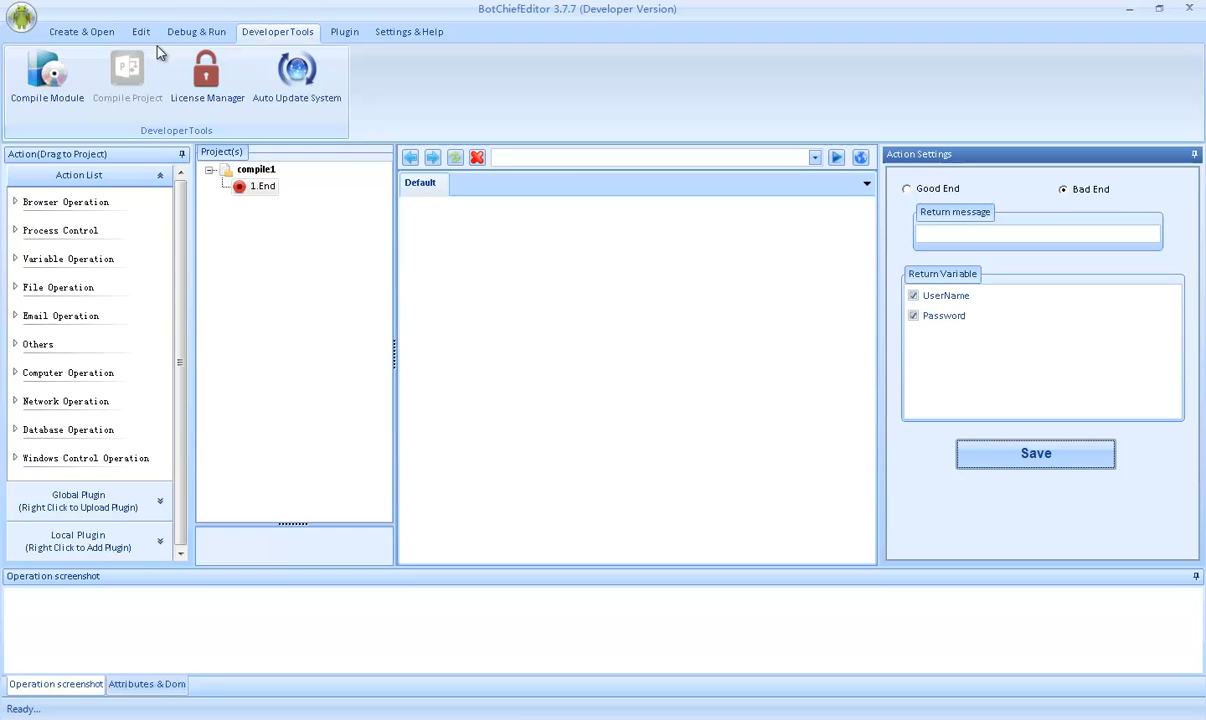 BotChiefEditor 3.7.7 (Developer Version)
Create & Open Edit Debug & Run DeveloperTools Plugin Settings & Help
Compile Module Compile Project License Manager Auto Update System
DeveloperTools
Action(Drag to Project)
Action List
Browser Operation
Process Control
Variable Operation
File Operation
Email Operation
Others
Computer Operation
Network Operation
Database Operation
Windows Control Operation
Global Plugin
(Right Click to Upload Plugin)
Local Plugin
(Right Click to Add Plugin)
Project(s)
compile1
1.End
Default
Action Settings
Good End Bad End
Return message
Return Variable
UserName
Password
Save
Operation screenshot
Operation screenshot Attributes & Dom
Ready...